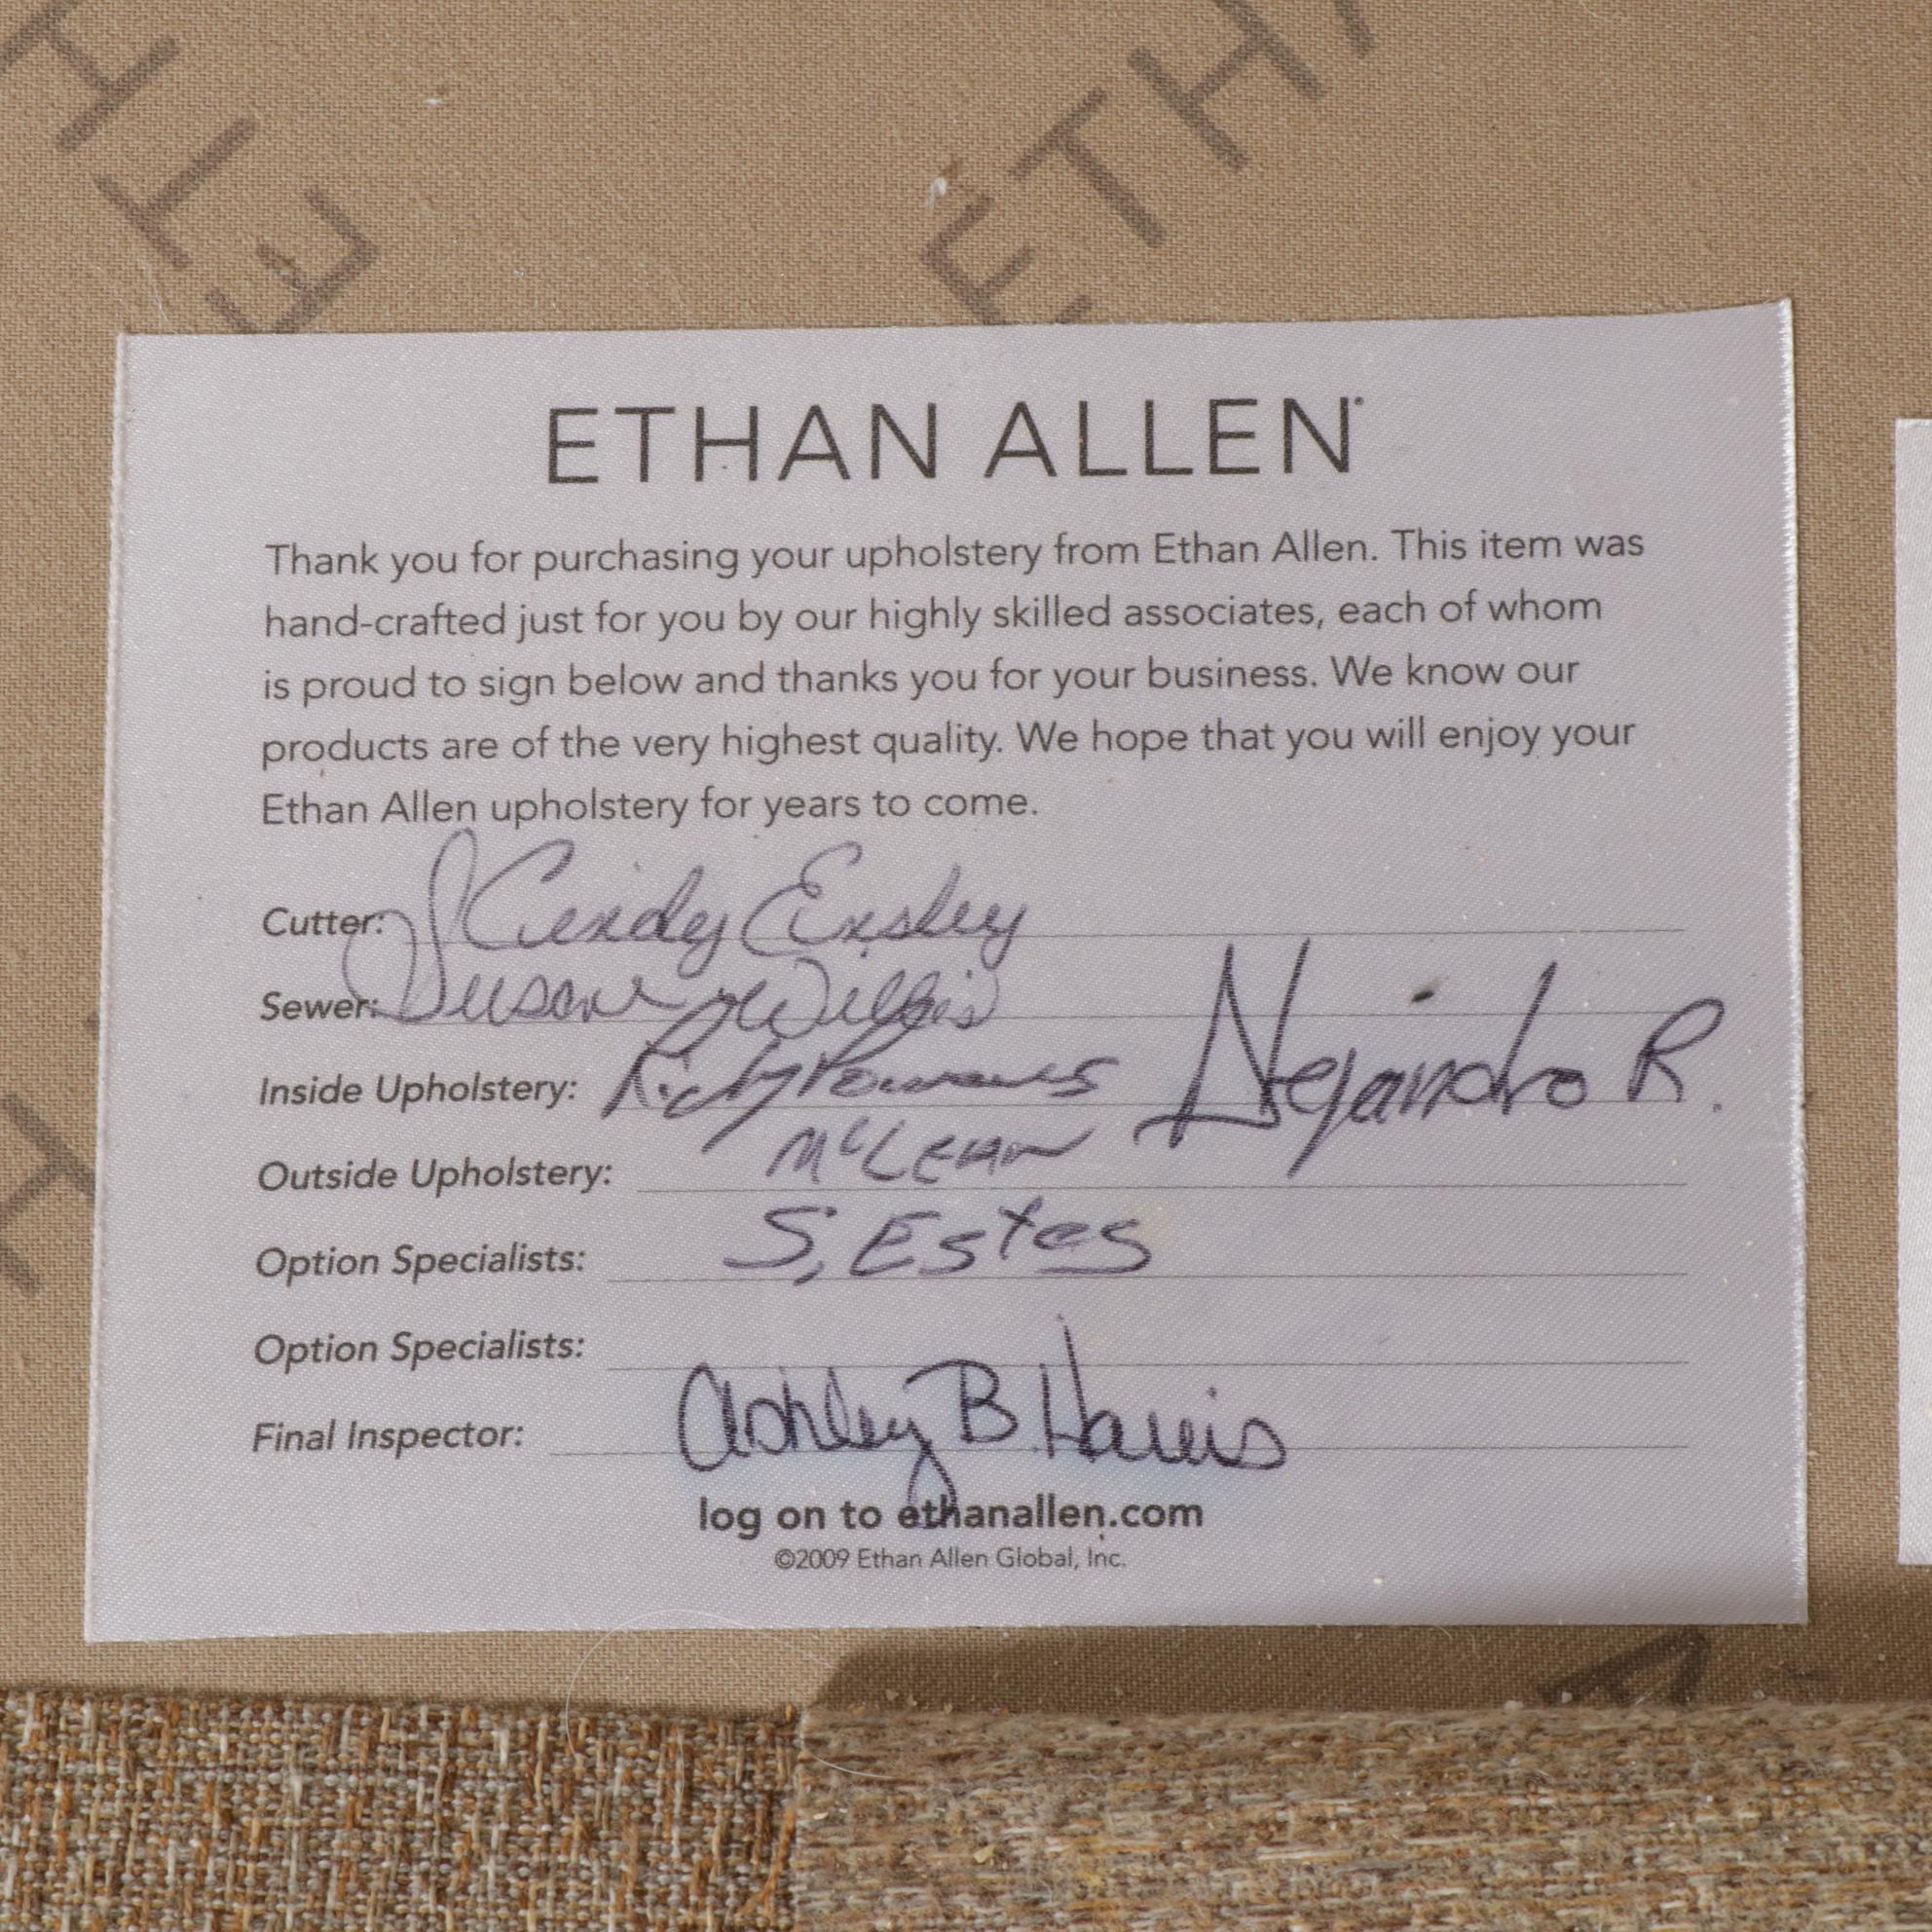 ETHA
H
E
ETHAN ALLEN
Thank you for purchasing your upholstery from Ethan Allen. This item was
hand-crafted just for you by our highly skilled associates, each of whom
is proud to sign below and thanks you for your business. We know our
products are of the very highest quality. We hope that you will enjoy your
Ethan Allen upholstery for years to come.
Cutter: Cindy Ensley
Sewer: Susan Willis
Inside Upholstery: Ricky Alejandro R.
Outside Upholstery: McLean
Option Specialists: S. Estes
Option Specialists:
Final Inspector: Ashley B. Harris
log on to ethanallen.com
©2009 Ethan Allen Global, Inc.